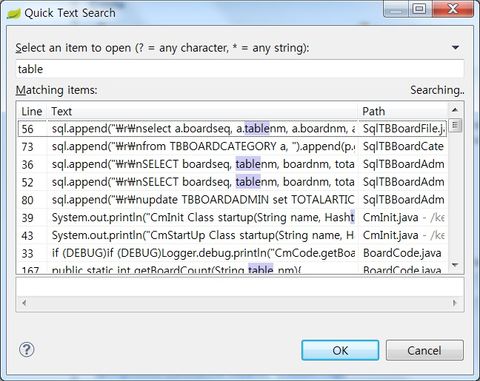 Quick Text Search
Select an item to open (? = any character, * = any string):
table
Matching items: Searching..
Line Text Path
56 sql.append("₩r₩nselect a.boardseq, a.tablenm, a.boardnm, a SqlTBBoardFile.ja
73 sql.append("₩r₩nfrom TBBOARDCATEGORY a, ").append(p.g SqlTBBoardCate
36 sql.append("₩r₩nSELECT boardseq, tablenm, boardnm, tota SqlTBBoardAdm
52 sql.append("₩r₩nSELECT boardseq, tablenm, boardnm, tota SqlTBBoardAdm
80 sql.append("₩r₩nupdate TBBOARDADMIN set TOTALARTIC SqlTBBoardAdm
39 System.out.println("CmInit Class startup(String name, Hasht CmInit.java - /ke
43 System.out.println("CmStartUp Class startup(String name, H CmInit.java - /ke
33 if (DEBUG)if (DEBUG)Logger.debug.println("CmCode.getBoa BoardCode.java
167 public static int getBoardCount(String table_nm){ BoardCode.java
OK Cancel